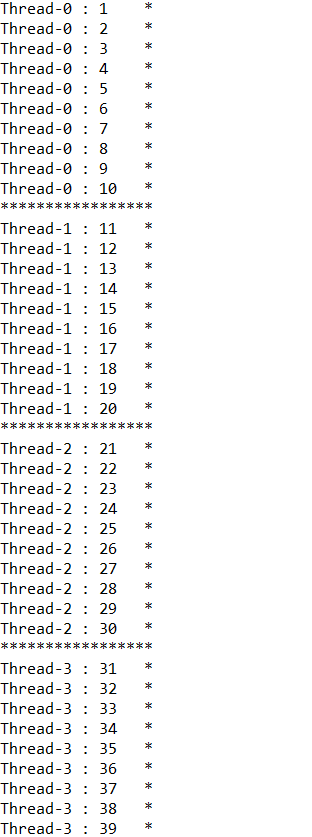 Thread-0 : 1    *
Thread-0 : 2    *
Thread-0 : 3    *
Thread-0 : 4    *
Thread-0 : 5    *
Thread-0 : 6    *
Thread-0 : 7    *
Thread-0 : 8    *
Thread-0 : 9    *
Thread-0 : 10   *
*****************
Thread-1 : 11   *
Thread-1 : 12   *
Thread-1 : 13   *
Thread-1 : 14   *
Thread-1 : 15   *
Thread-1 : 16   *
Thread-1 : 17   *
Thread-1 : 18   *
Thread-1 : 19   *
Thread-1 : 20   *
*****************
Thread-2 : 21   *
Thread-2 : 22   *
Thread-2 : 23   *
Thread-2 : 24   *
Thread-2 : 25   *
Thread-2 : 26   *
Thread-2 : 27   *
Thread-2 : 28   *
Thread-2 : 29   *
Thread-2 : 30   *
*****************
Thread-3 : 31   *
Thread-3 : 32   *
Thread-3 : 33   *
Thread-3 : 34   *
Thread-3 : 35   *
Thread-3 : 36   *
Thread-3 : 37   *
Thread-3 : 38   *
Thread-3 : 39   *